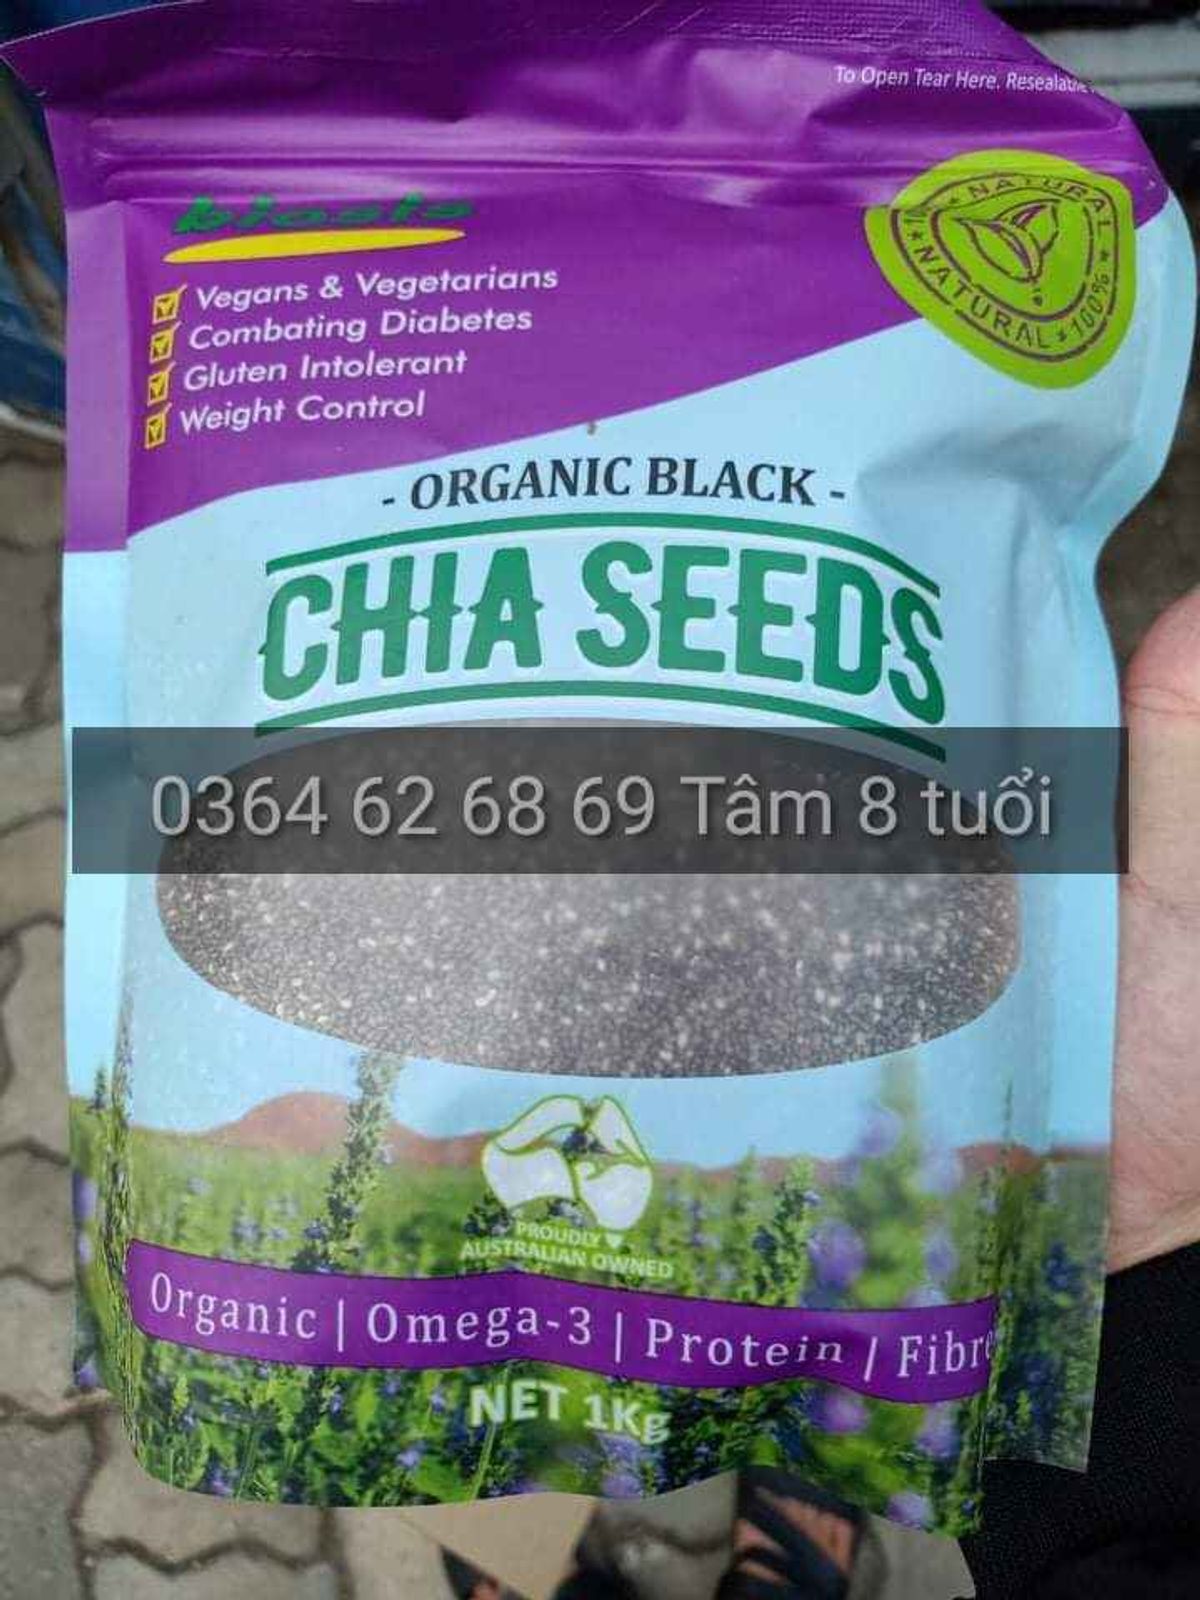 To Open Tear Here. Resealable
biosis
Vegans & Vegetarians
Combating Diabetes
Gluten Intolerant
Weight Control
NATURAL
NATURAL 100%
- ORGANIC BLACK -
CHIA SEEDS
0364 62 68 69 Tâm 8 tuổi
PROUDLY
AUSTRALIAN OWNED
Organic | Omega-3 | Protein / Fibre
NET 1Kg